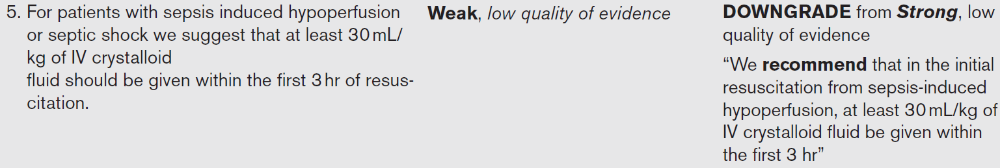 5. For patients with sepsis induced hypoperfusion
or septic shock we suggest that at least 30 mL/
kg of IV crystalloid
fluid should be given within the first 3 hr of resus-
citation.
Weak, low quality of evidence
DOWNGRADE from Strong, low
quality of evidence
“We recommend that in the initial
resuscitation from sepsis-induced
hypoperfusion, at least 30 mL/kg of
IV crystalloid fluid be given within
the first 3 hr”